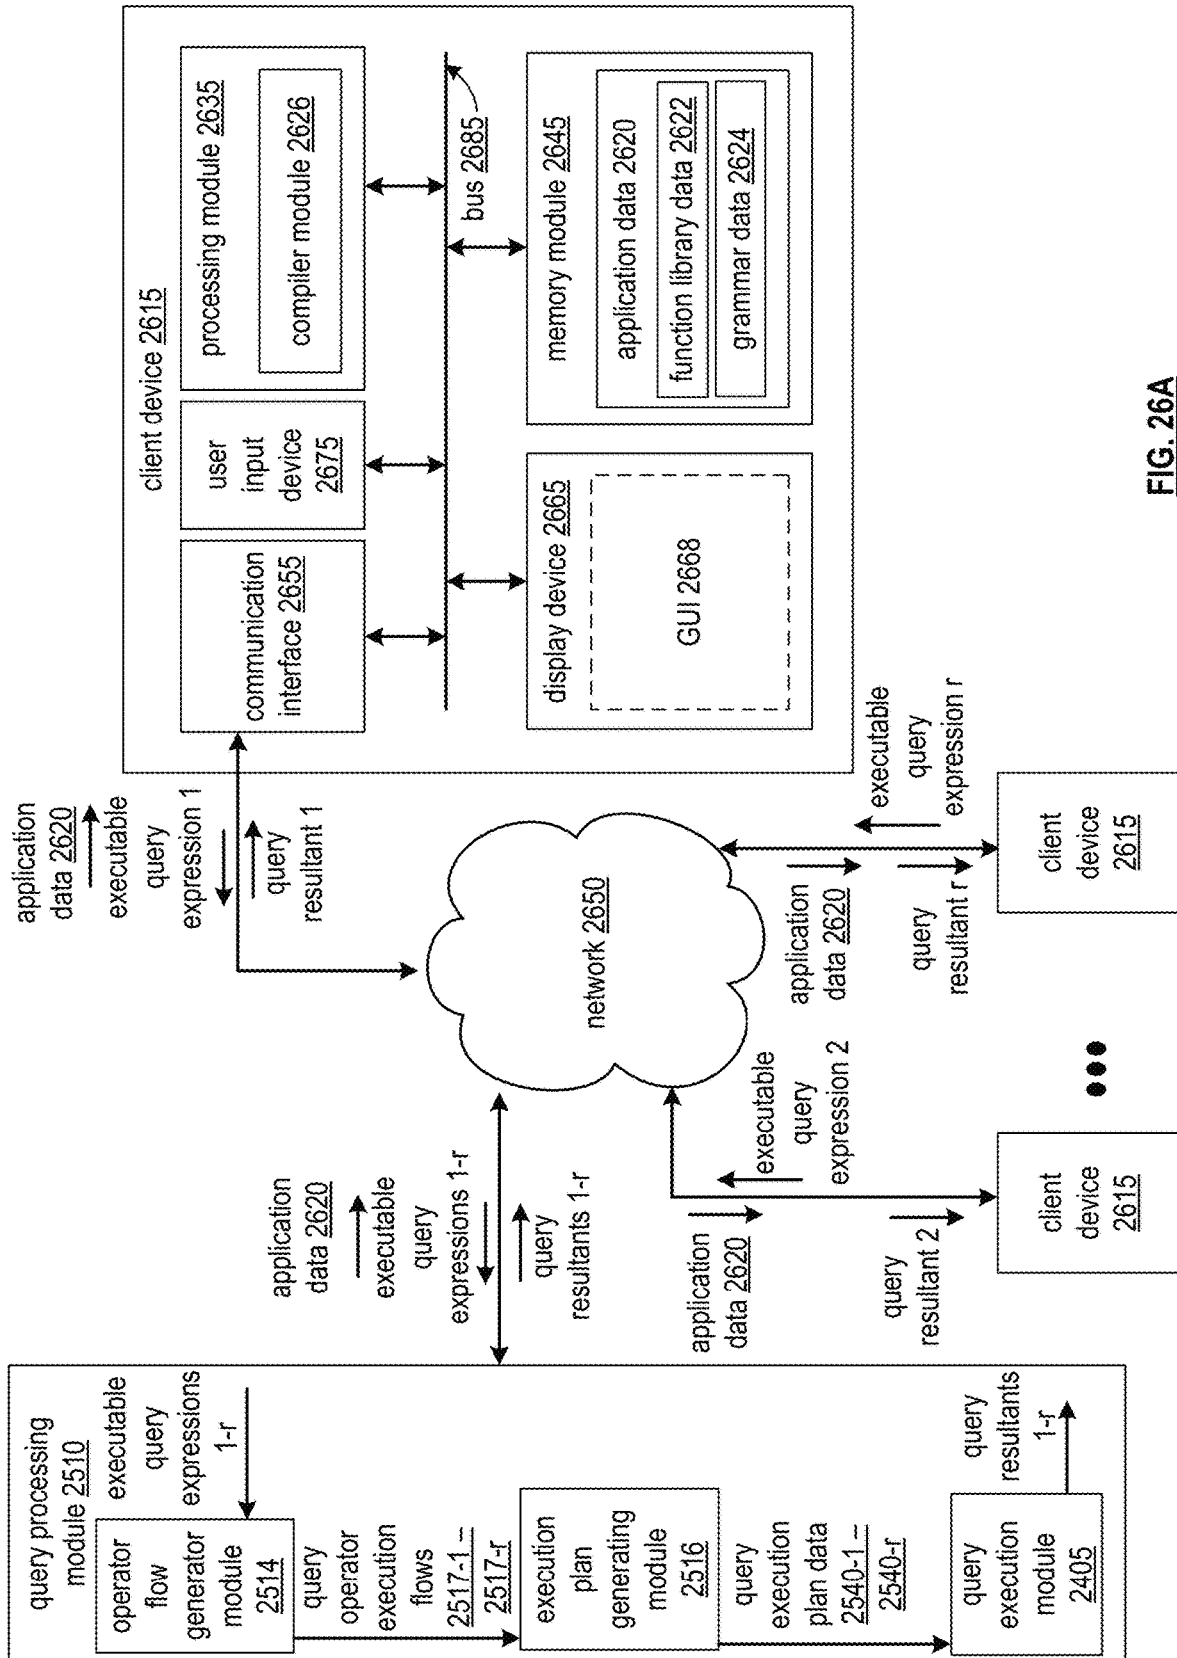 query processing
module 2510
executable
query
expressions
1-r
operator
flow
generator
module
2514
query
operator
execution
flows
2517-1 –
2517-r
execution
plan
generating
module
2516
query
execution
plan data
2540-1 –
2540-r
query
execution
module
2405
query
resultants
1-r
application
data 2620
executable
query
expressions 1-r
query
resultants 1-r
network 2650
application
data 2620
executable
query
expression 1
query
resultant 1
application
data 2620
executable
query
expression 2
query
resultant 2
client
device
2615
application
data 2620
executable
query
expression r
query
resultant r
client
device
2615
client device 2615
communication
interface 2655
user
input
device
2675
processing module 2635
compiler module 2626
bus 2685
display device 2665
GUI 2668
memory module 2645
application data 2620
function library data 2622
grammar data 2624
FIG. 26A